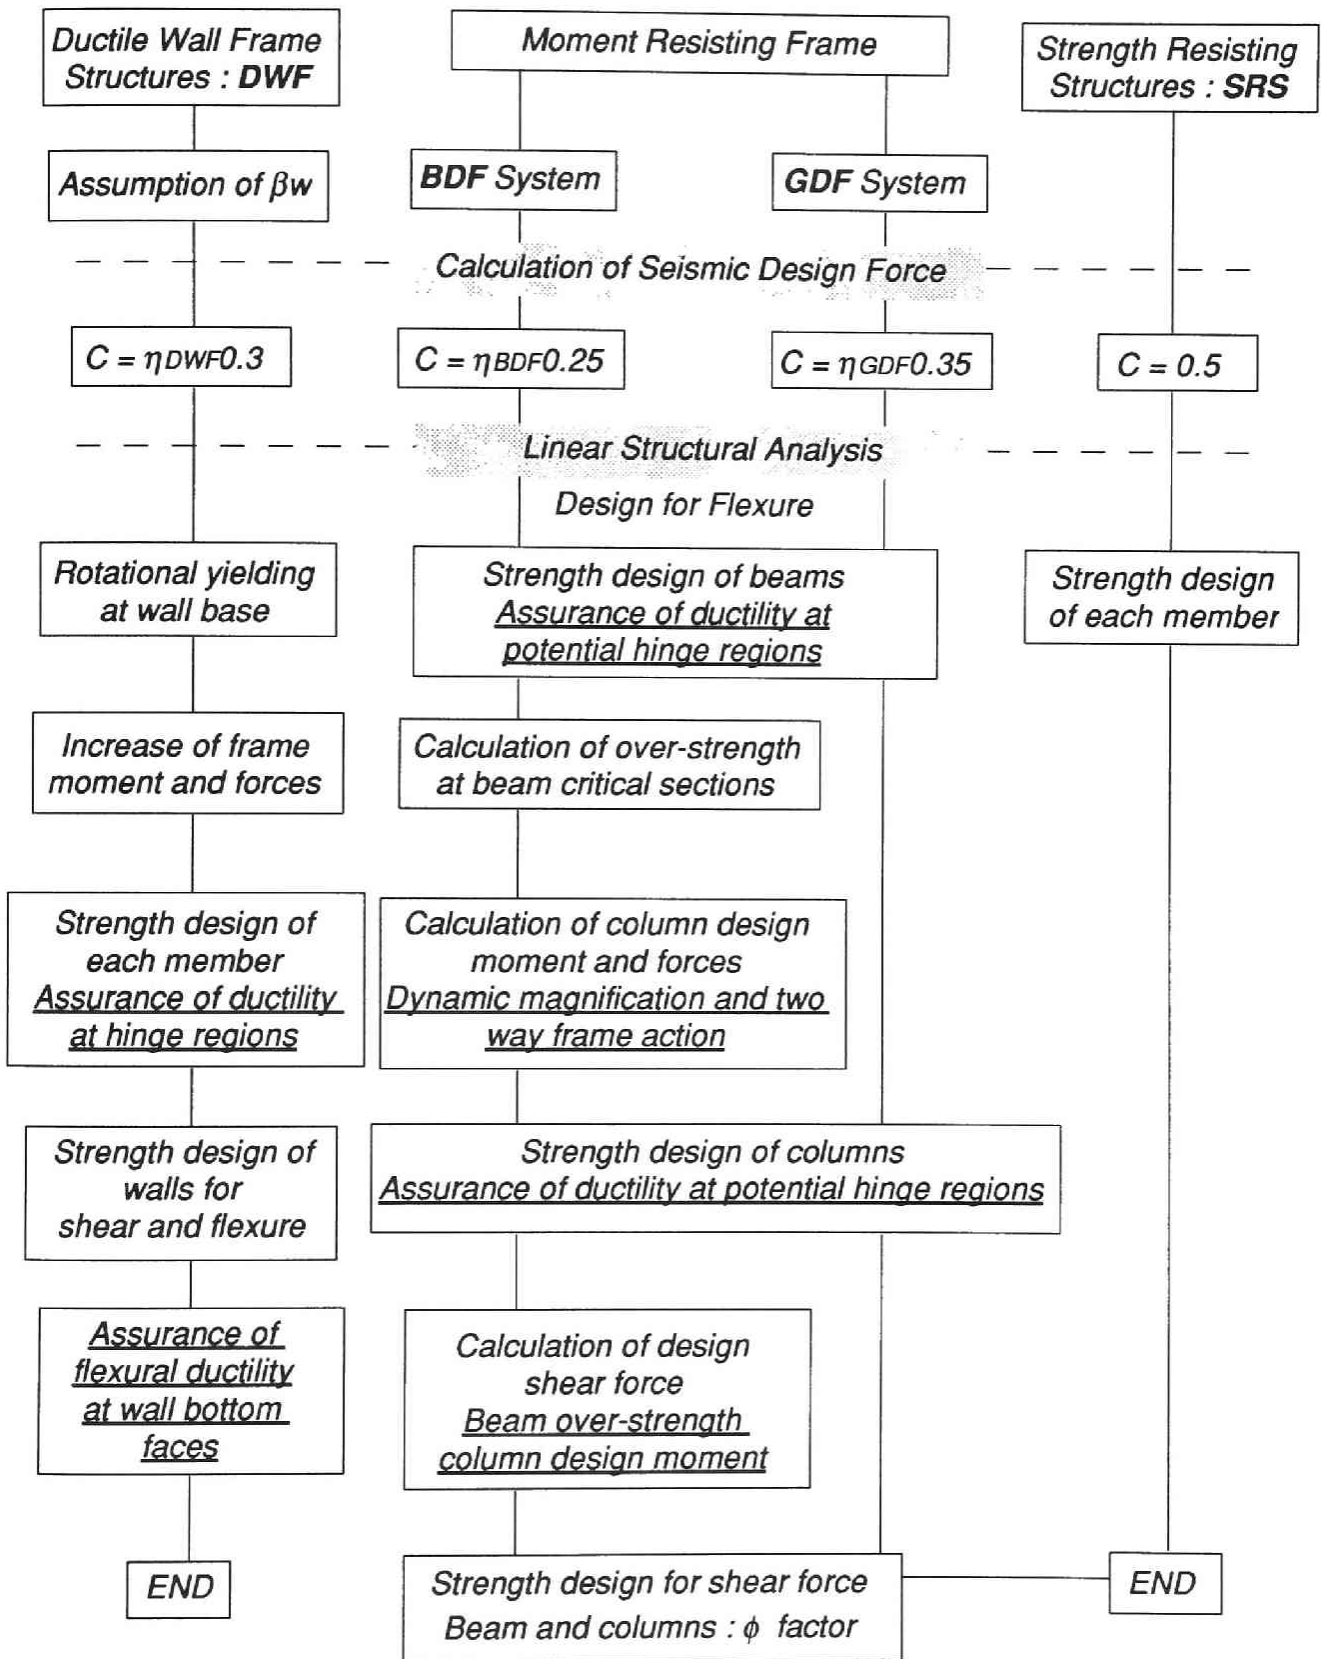 Ductile Wall Frame
Structures : DWF
Moment Resisting Frame
Strength Resisting
Structures : SRS
Assumption of βw
BDF System
GDF System
Calculation of Seismic Design Force
C = ηDWF0.3
C = ηBDF0.25
C = ηGDF0.35
C = 0.5
Linear Structural Analysis
Design for Flexure
Rotational yielding
at wall base
Strength design of beams
Assurance of ductility at
potential hinge regions
Strength design
of each member
Increase of frame
moment and forces
Calculation of over-strength
at beam critical sections
Strength design of
each member
Assurance of ductility
at hinge regions
Calculation of column design
moment and forces
Dynamic magnification and two
way frame action
Strength design of
walls for
shear and flexure
Strength design of columns
Assurance of ductility at potential hinge regions
Assurance of
flexural ductility
at wall bottom
faces
Calculation of design
shear force
Beam over-strength
column design moment
END
Strength design for shear force
Beam and columns : ϕ factor
END